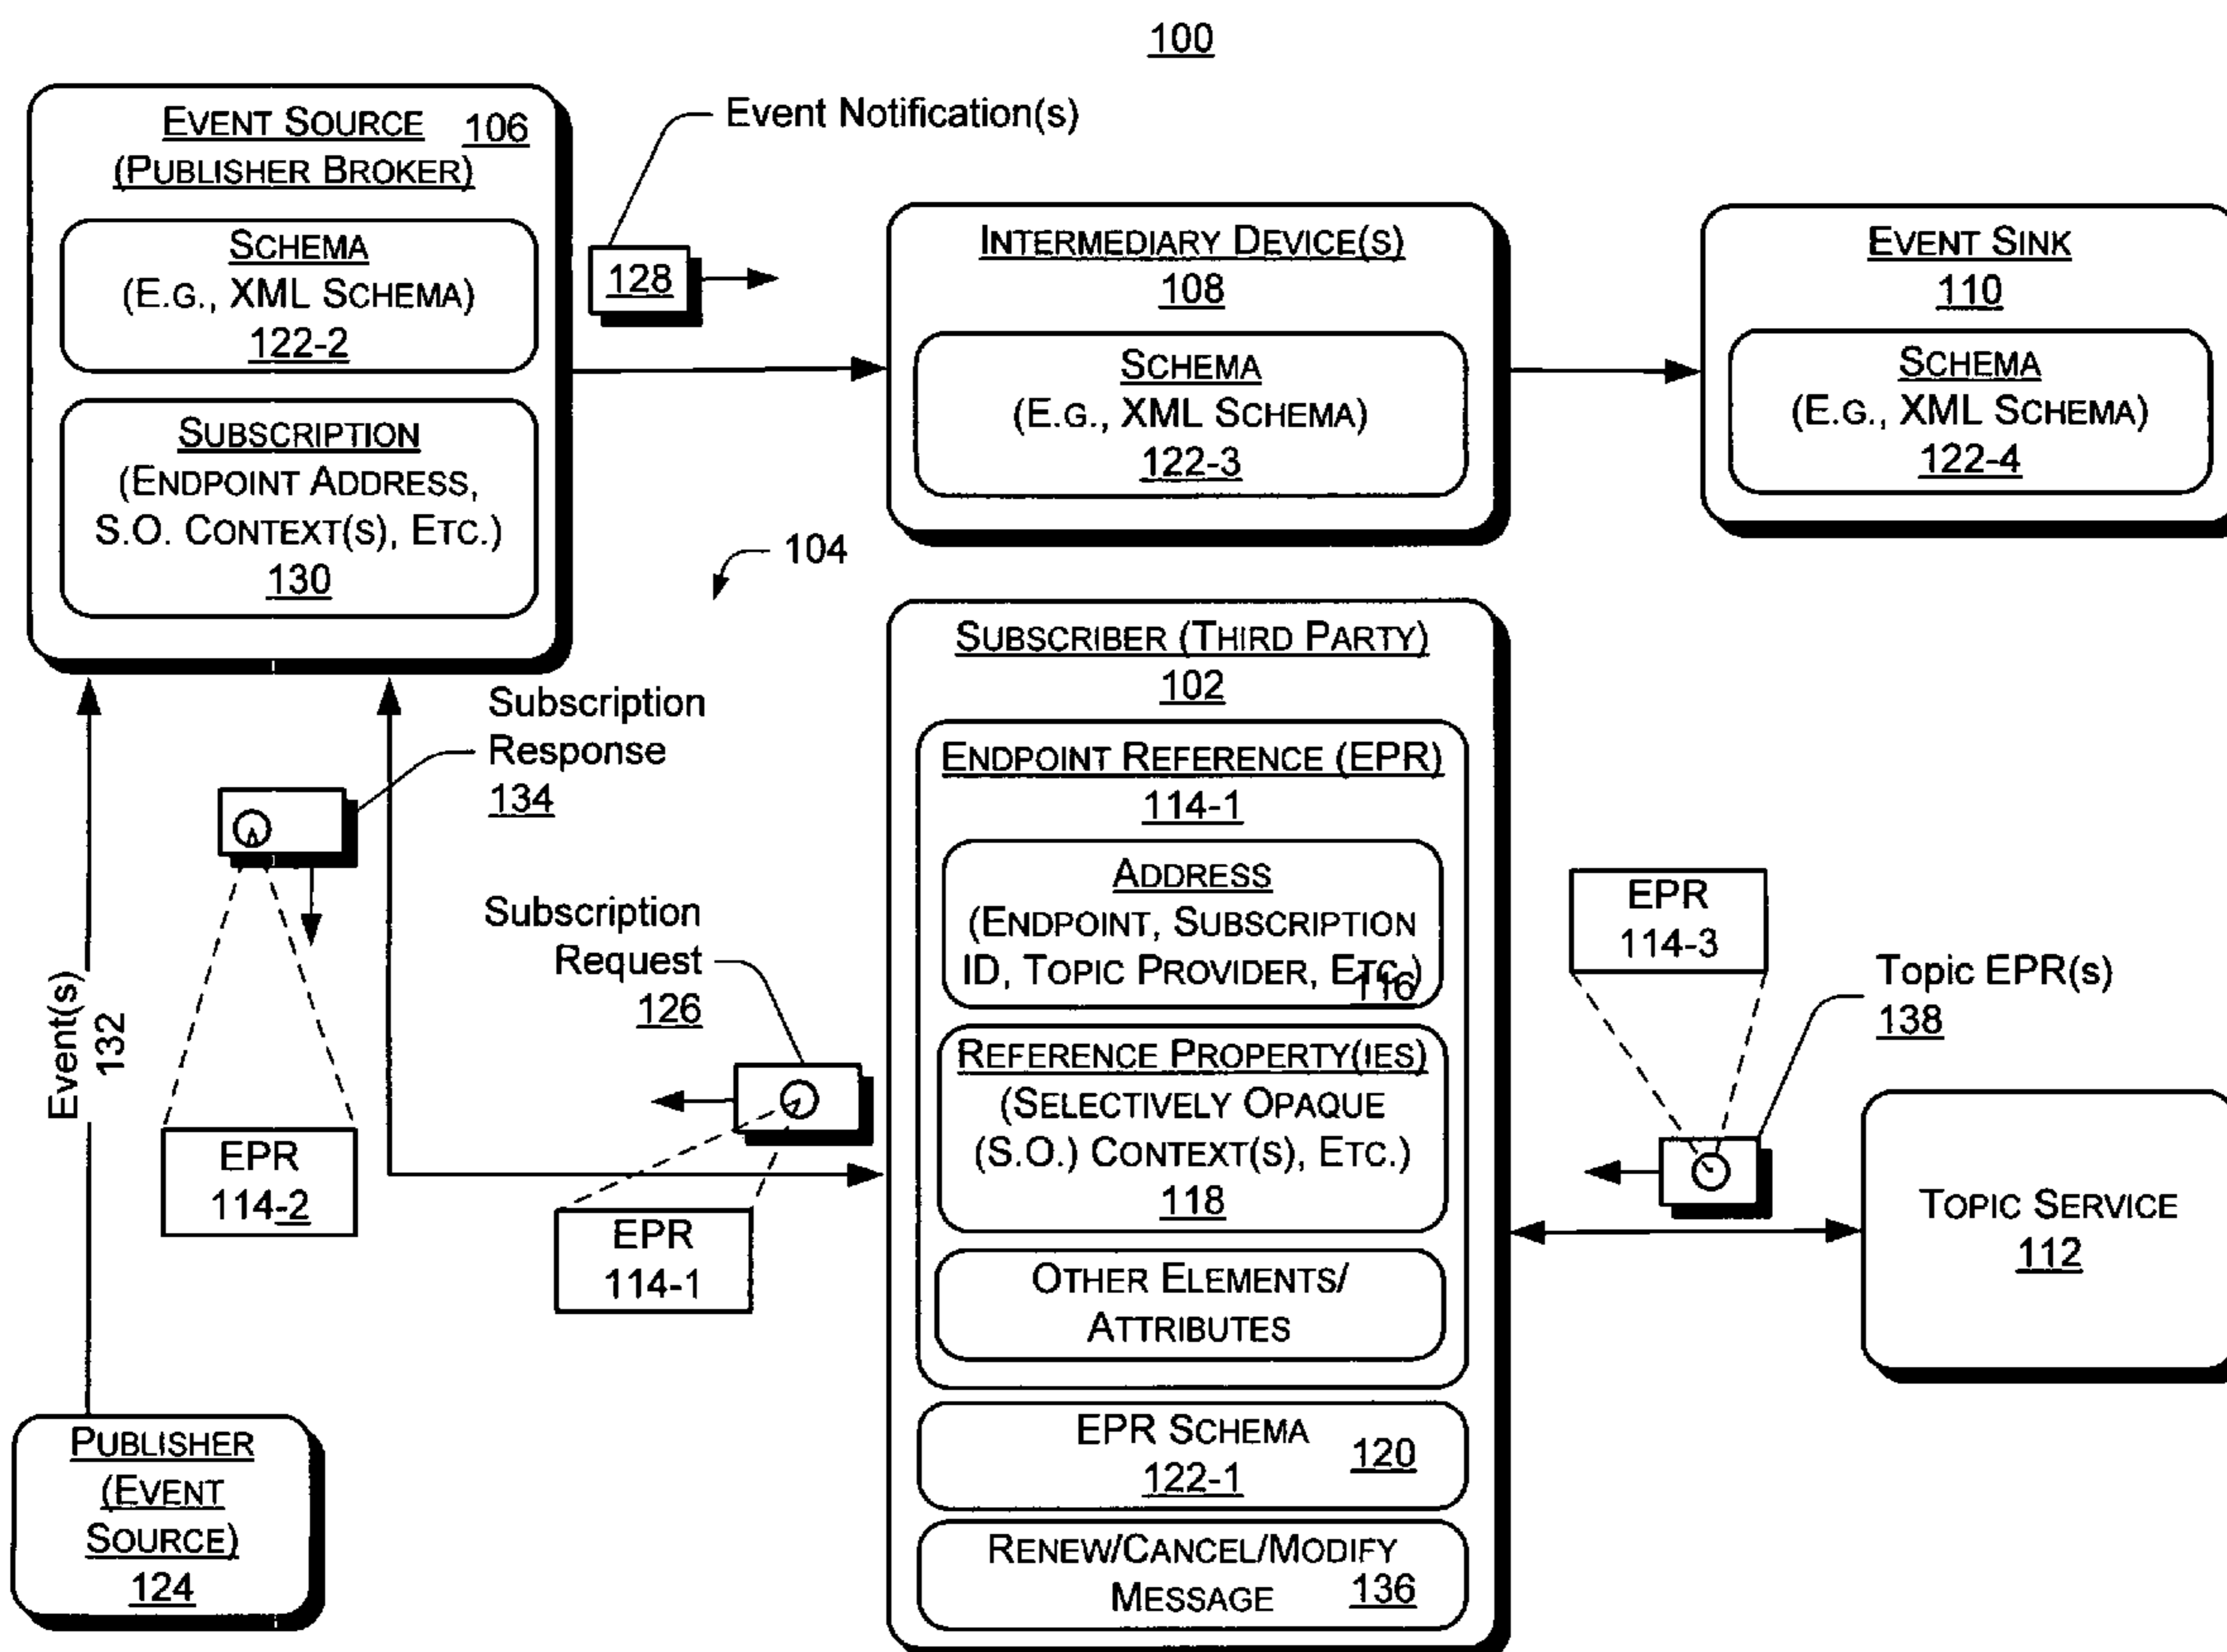 100
EVENT SOURCE 106
(PUBLISHER BROKER)
SCHEMA
(E.G., XML SCHEMA)
122-2
SUBSCRIPTION
(ENDPOINT ADDRESS,
S.O. CONTEXT(S), ETC.)
130
Event Notification(s)
128
INTERMEDIARY DEVICE(S)
108
SCHEMA
(E.G., XML SCHEMA)
122-3
EVENT SINK
110
SCHEMA
(E.G., XML SCHEMA)
122-4
104
Subscription
Response
134
EPR
114-2
Event(s)
132
Subscription
Request
126
EPR
114-1
SUBSCRIBER (THIRD PARTY)
102
ENDPOINT REFERENCE (EPR)
114-1
ADDRESS
(ENDPOINT, SUBSCRIPTION
ID, TOPIC PROVIDER, ETC.)
116
REFERENCE PROPERTY(IES)
(SELECTIVELY OPAQUE
(S.O.) CONTEXT(S), ETC.)
118
OTHER ELEMENTS/
ATTRIBUTES
EPR SCHEMA 120
122-1
RENEW/CANCEL/MODIFY
MESSAGE 136
EPR
114-3
Topic EPR(s)
138
TOPIC SERVICE
112
PUBLISHER
(EVENT
SOURCE)
124